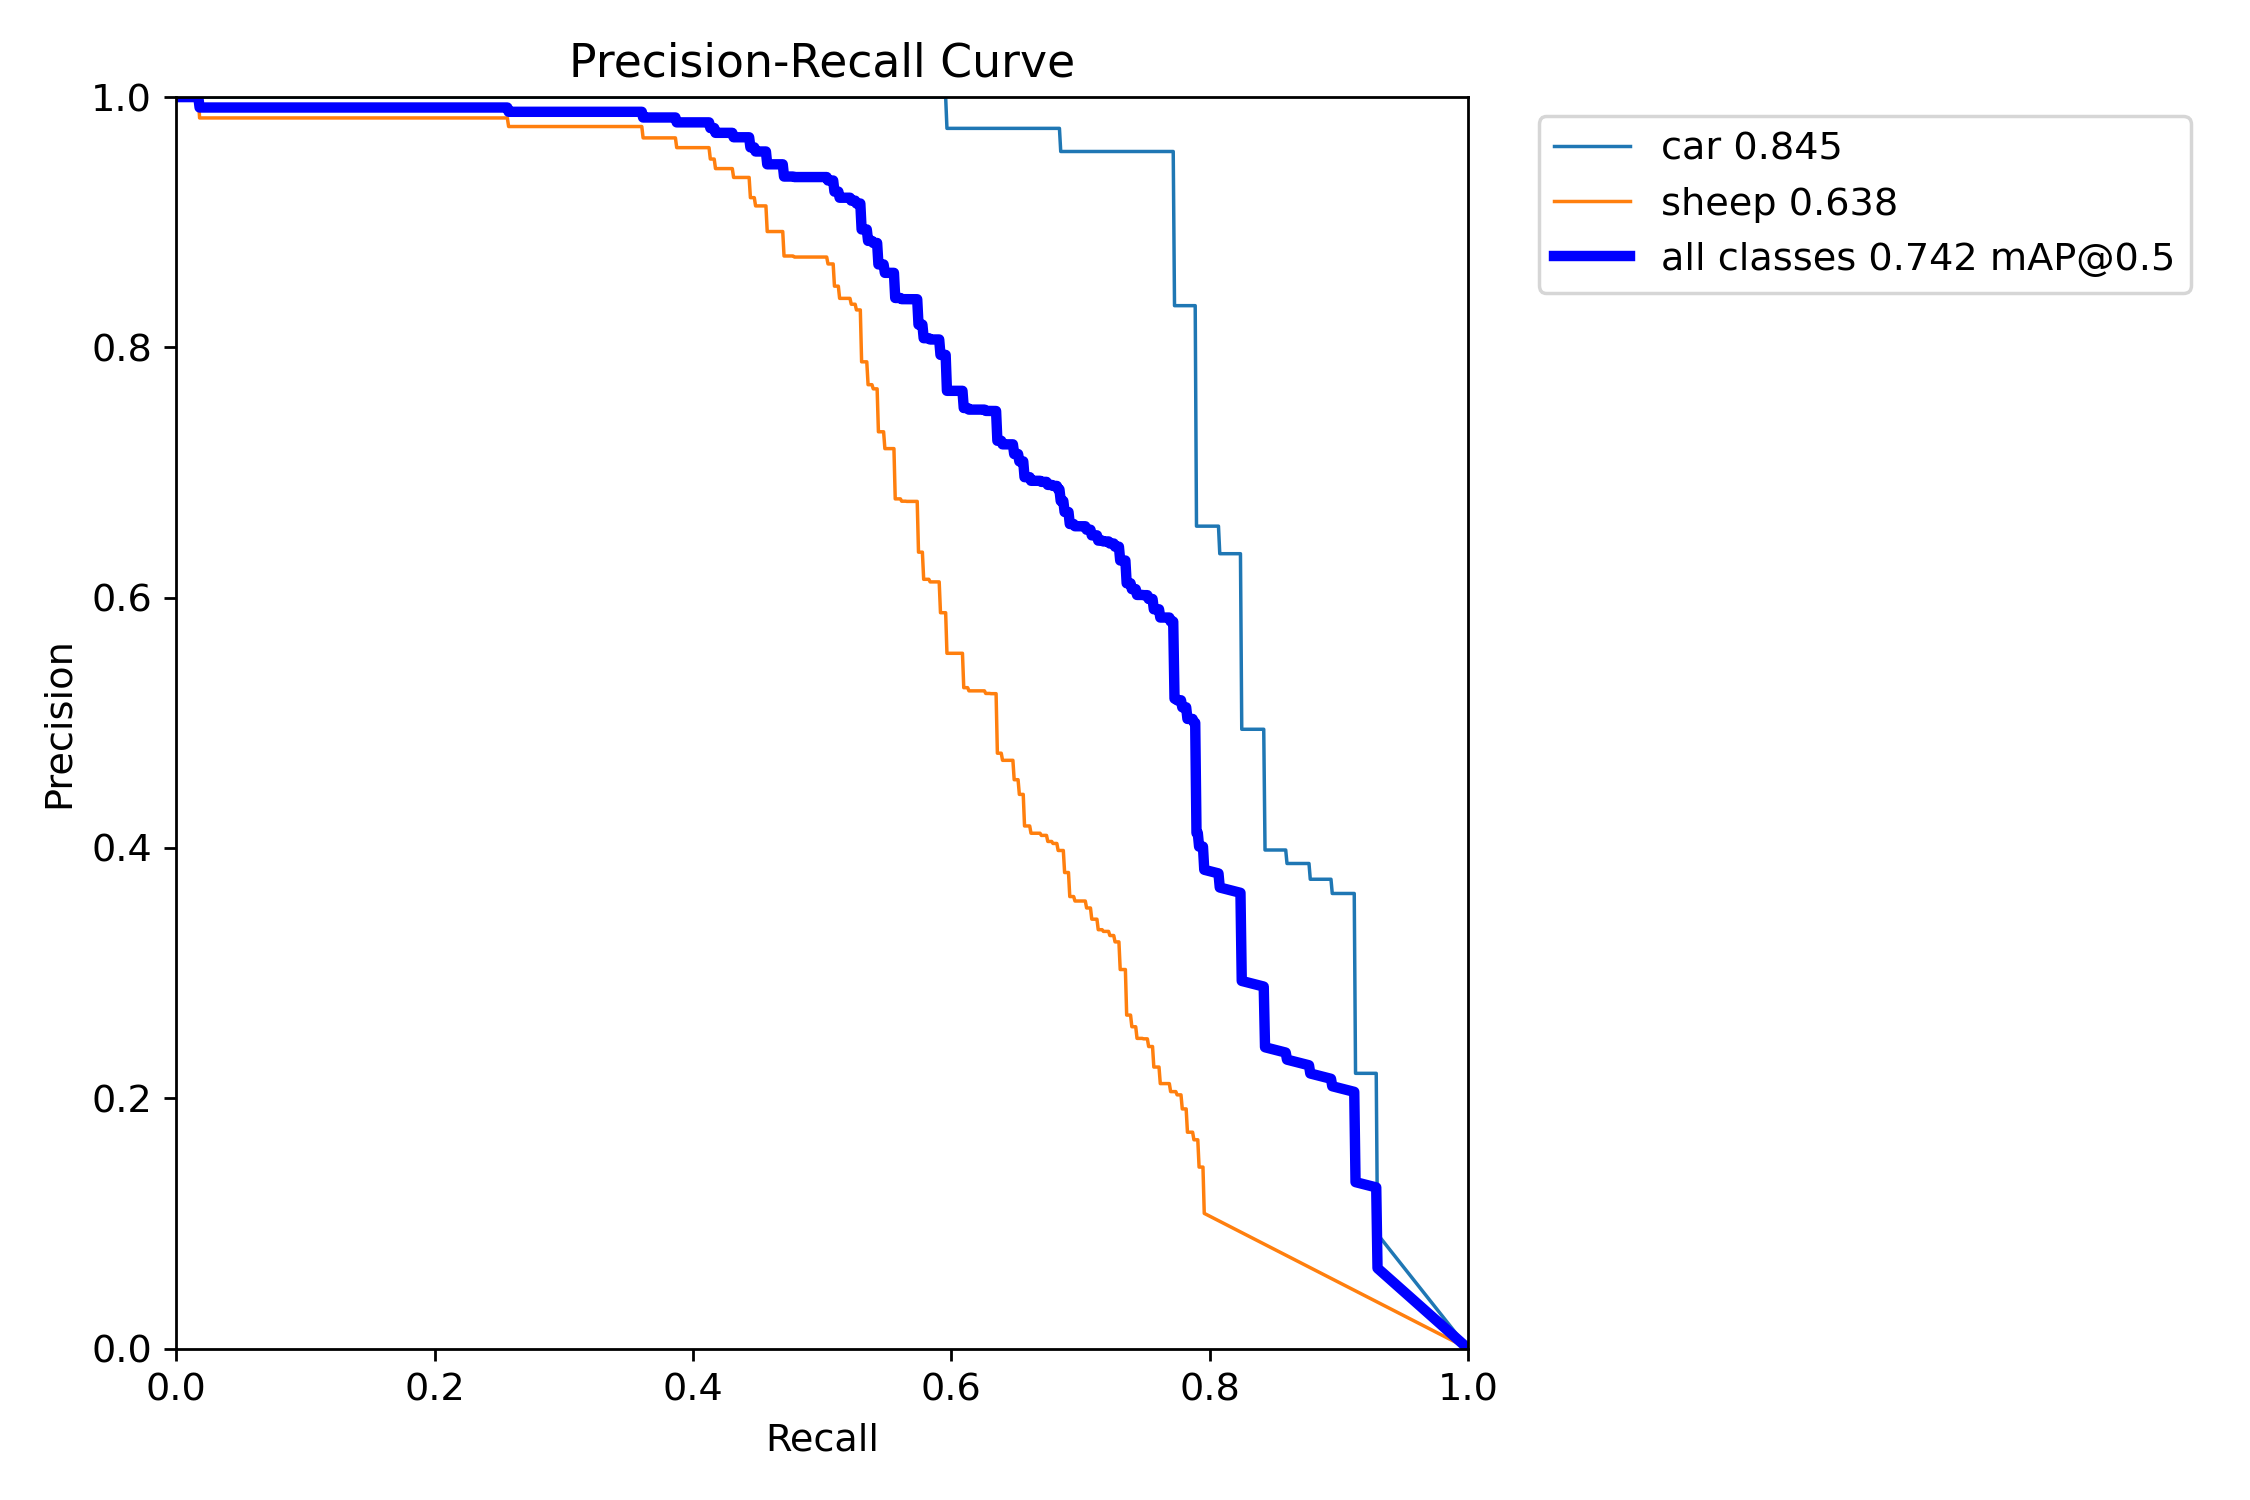 Precision-Recall Curve
1.0
0.8
0.6
0.4
0.2
0.0
Precision
0.0 0.2 0.4 0.6 0.8 1.0
Recall
car 0.845
sheep 0.638
all classes 0.742 mAP@0.5